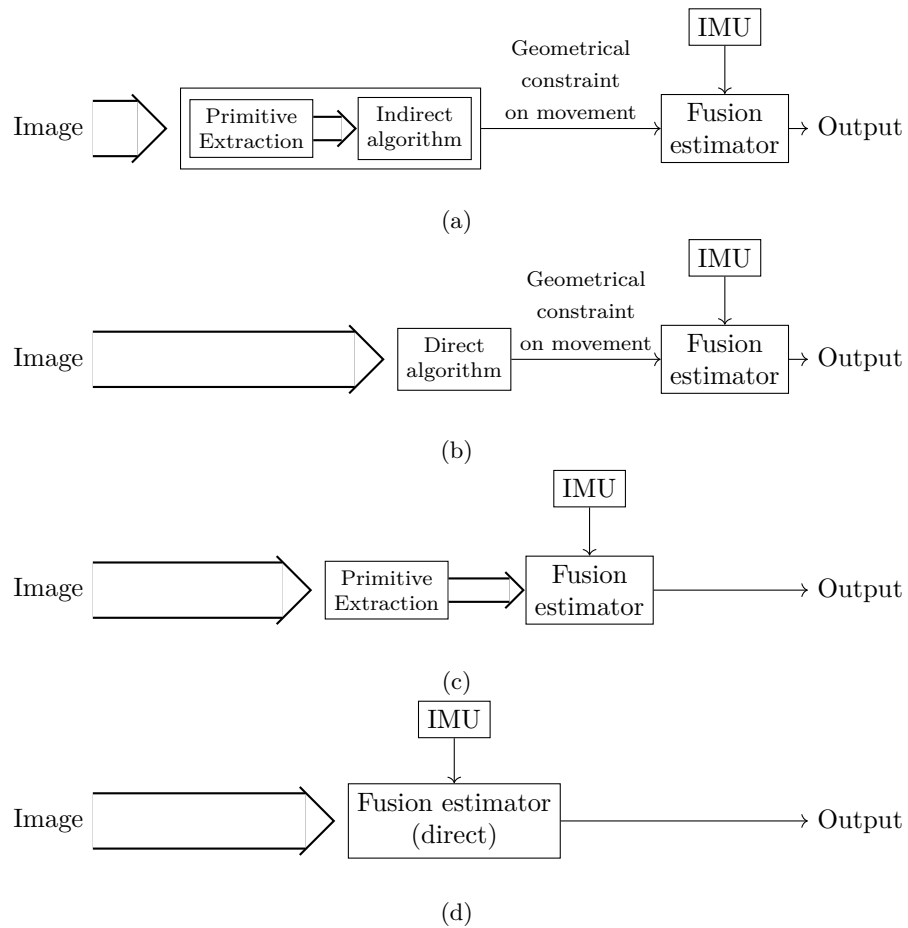 IMU
Geometrical
constraint
on movement
Image
Primitive
Extraction
Indirect
algorithm
Fusion
estimator
Output
(a)
IMU
Geometrical
constraint
on movement
Image
Direct
algorithm
Fusion
estimator
Output
(b)
IMU
Image
Primitive
Extraction
Fusion
estimator
Output
(c)
IMU
Image
Fusion estimator
(direct)
Output
(d)